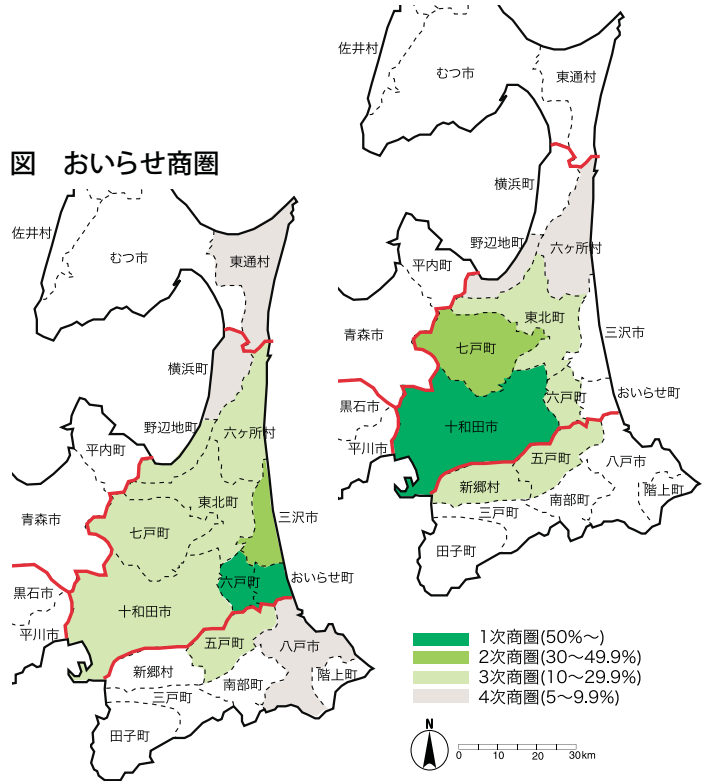 図 おいらせ商圏
佐井村
むつ市
東通村
横浜町
野辺地町
六ヶ所村
平内町
青森市
七戸町
東北町
三沢市
黒石市
平川市
十和田市
六戸町
おいらせ町
五戸町
八戸市
新郷村
南部町
階上町
三戸町
田子町
佐井村
むつ市
東通村
横浜町
野辺地町
六ヶ所村
平内町
青森市
七戸町
東北町
三沢市
黒石市
平川市
十和田市
六戸町
おいらせ町
五戸町
八戸市
新郷村
南部町
階上町
三戸町
田子町
1次商圏(50%〜)
2次商圏(30〜49.9%)
3次商圏(10〜29.9%)
4次商圏(5〜9.9%)
N
0 10 20 30km